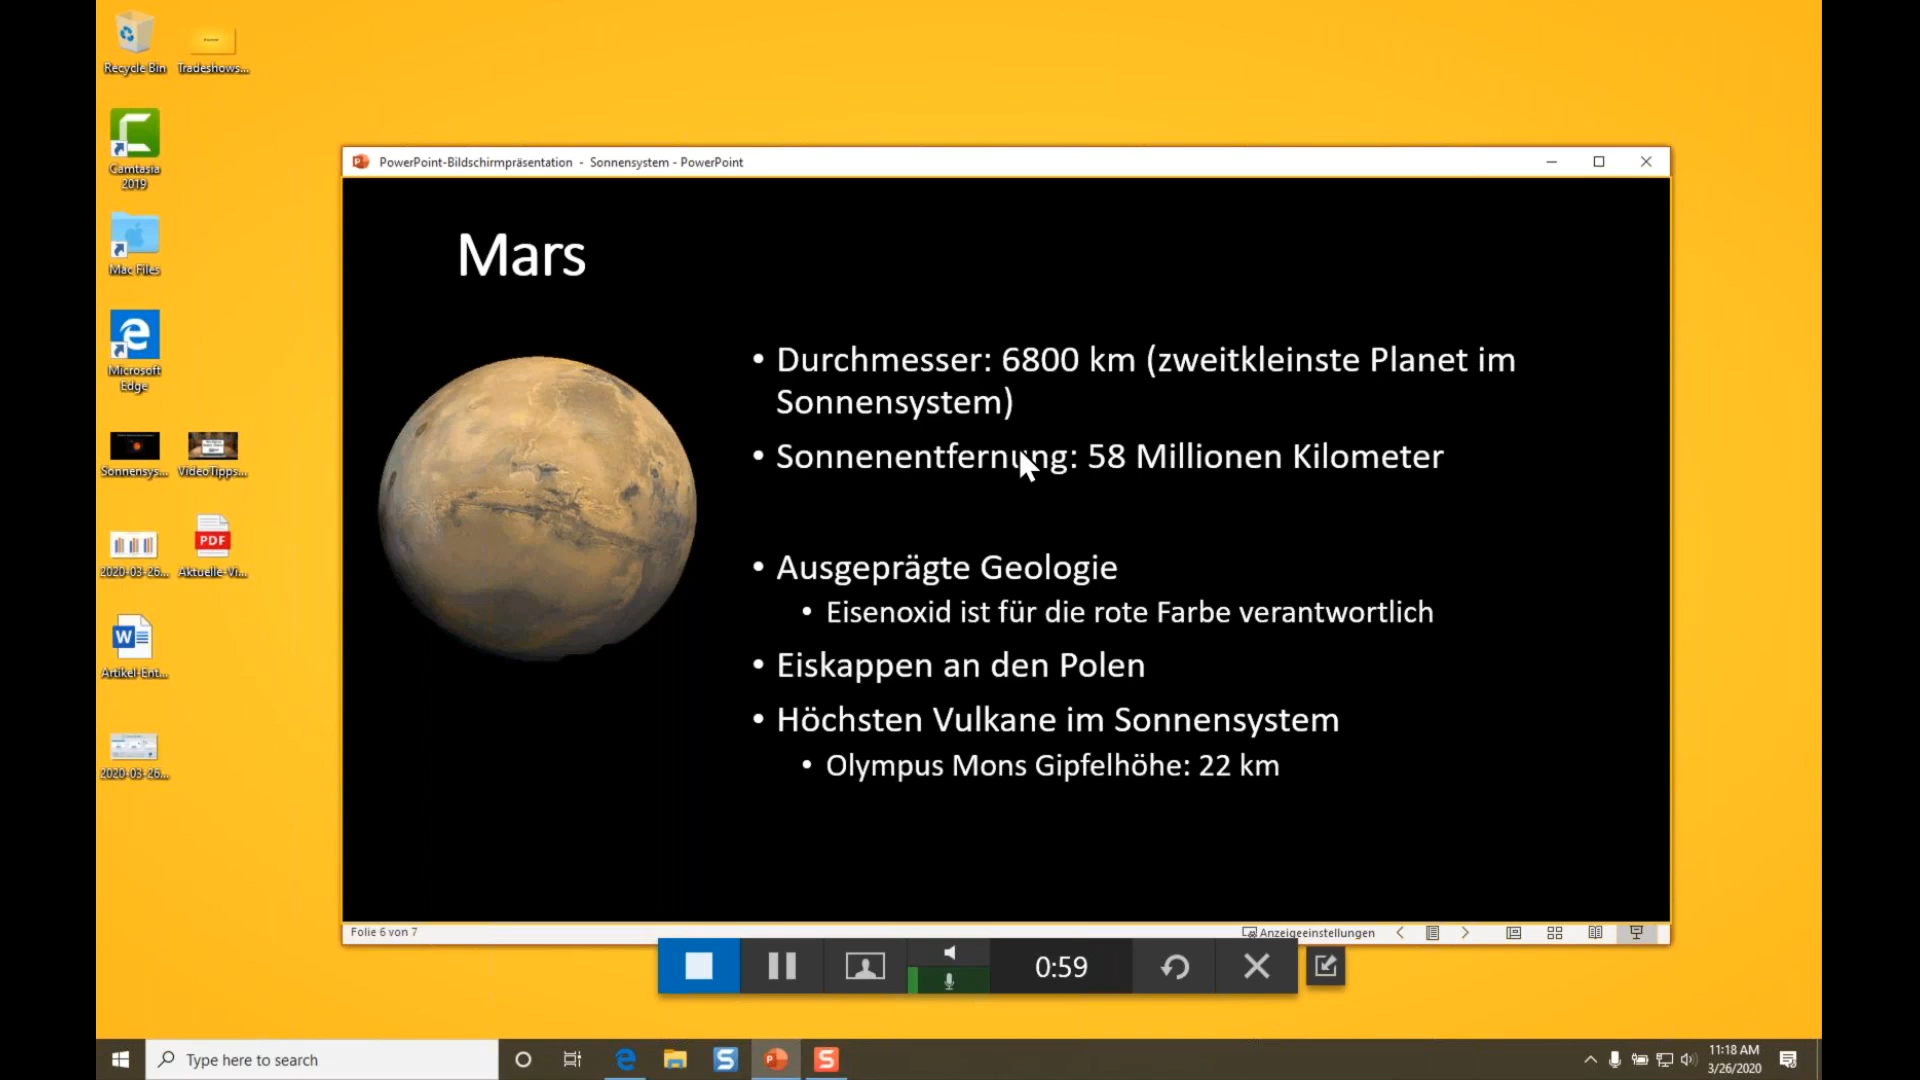 Recycle Bin
Tradeshows...
Camtasia
2019
Mac Files
Microsoft
Edge
Sonnensys...
VideoTipps...
2020-03-26...
Aktuelle-Vi...
PDF
Artikel-Ent...
2020-03-26...
PowerPoint-Bildschirmpräsentation - Sonnensystem - PowerPoint
Mars
• Durchmesser: 6800 km (zweitkleinste Planet im
Sonnensystem)
• Sonnenentfernung: 58 Millionen Kilometer
• Ausgeprägte Geologie
• Eisenoxid ist für die rote Farbe verantwortlich
• Eiskappen an den Polen
• Höchsten Vulkane im Sonnensystem
• Olympus Mons Gipfelhöhe: 22 km
Folie 6 von 7
Anzeigeeinstellungen
0:59
Type here to search
11:18 AM
3/26/2020